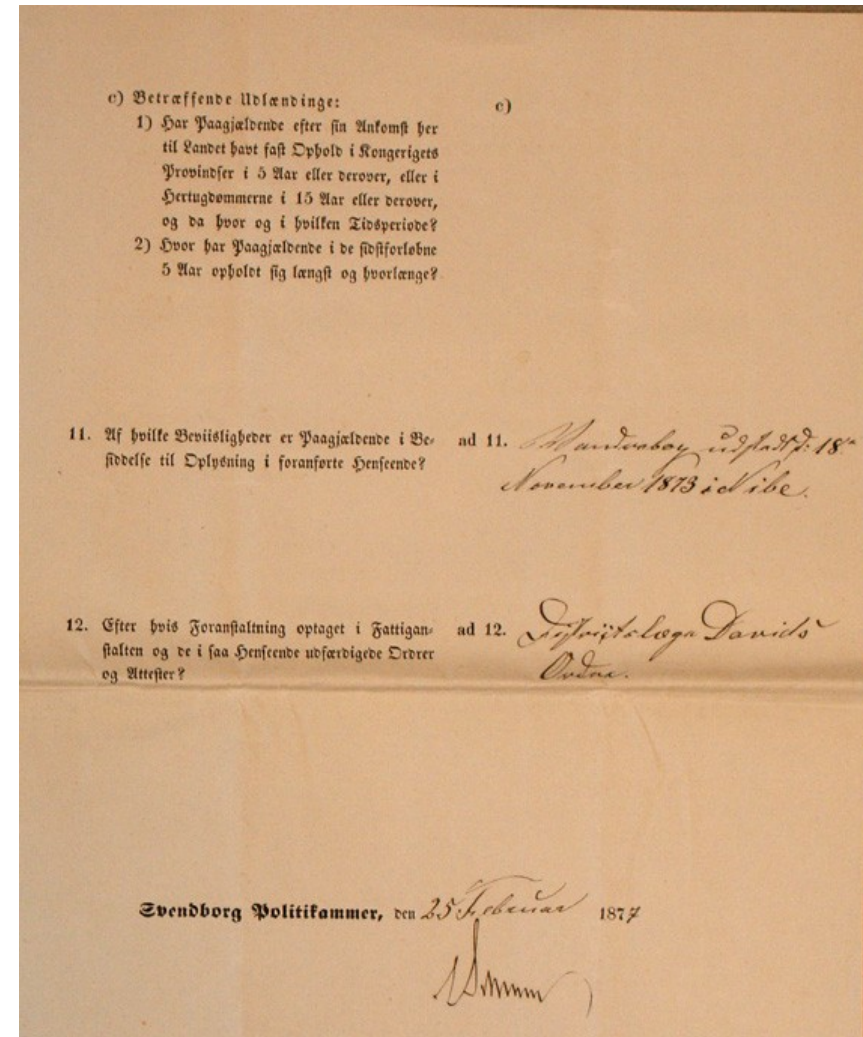 c) Betræffende Udlændinge:
c)
1) Har Paagjældende efter sin Ankomst her
til Landet havt fast Ophold i Kongerigets
Provindser i 5 Aar eller derover, eller i
Hertugdømmerne i 15 Aar eller derover,
og da hvor og i hvilken Tidsperiode?
2) Hvor har Paagjældende i de sidstforløbne
5 Aar opholdt sig længst og hvorlænge?
11. Af hvilke Beviisligheder er Paagjældende i Be-
siddelse til Oplysning i foranførte Henseende?
ad 11. Vandrebog udstedt d: 18de
November 1873 i Nibe.
12. Efter hvis Foranstaltning optaget i Fattigan-
stalten og de i saa Henseende udfærdigede Ordrer
og Attester?
ad 12. Districtslæge Davids
Ordre.
Svendborg Politikammer, den 25 Februar 1877